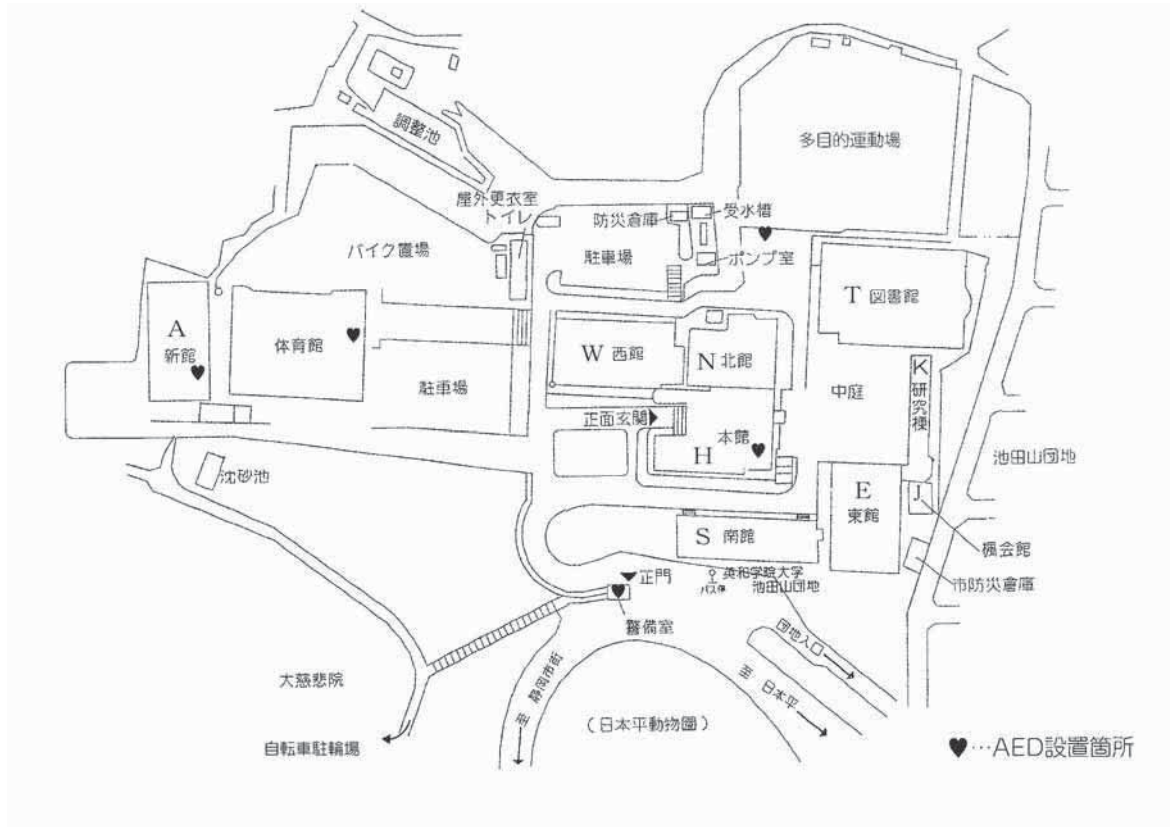 調整池
多目的運動場
屋外更衣室
トイレ
防災倉庫
受水槽
バイク置場
駐車場
ポンプ室
T 図書館
A
新館
体育館
W 西館
N 北館
K
研究棟
駐車場
中庭
正面玄関
本館
H
池田山団地
沈砂池
E
東館
J
S 南館
楓会館
正門
英和学院大学
池田山団地
バス停
市防災倉庫
警備室
団地入口
大慈悲院
至 静岡市街
至 日本平
(日本平動物園)
自転車駐輪場
♥…AED設置箇所